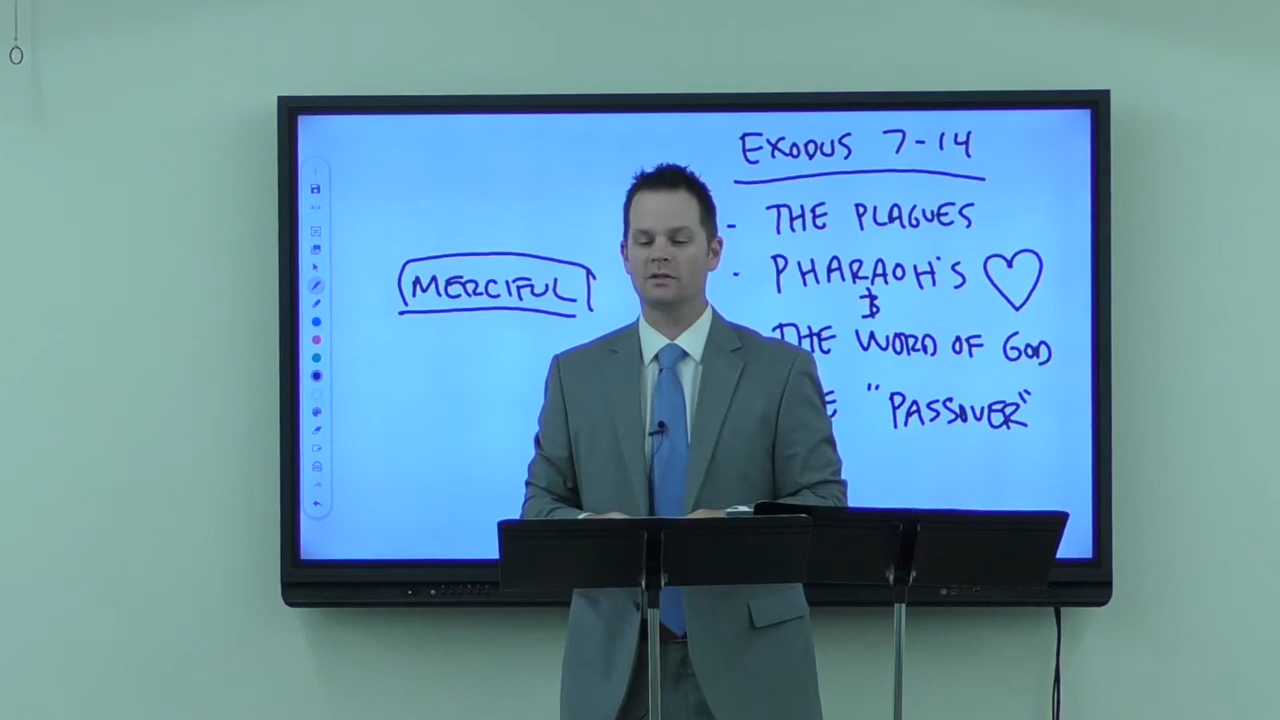 EXODUS 7-14
- THE PLAGUES
- PHARAOH'S ♡
&
THE WORD OF GOD
"PASSOVER"
MERCIFUL